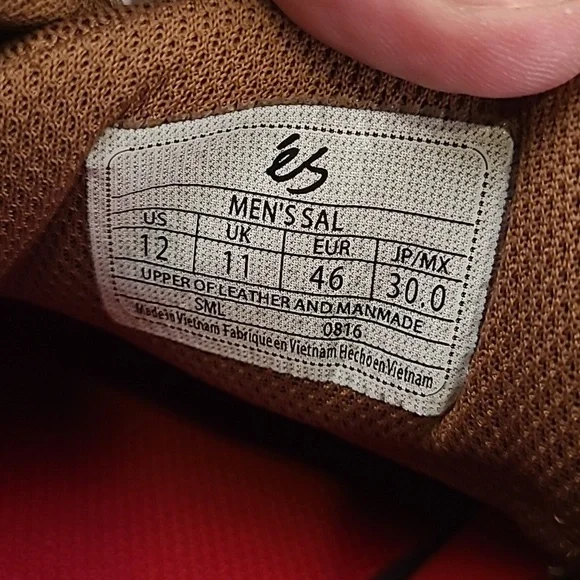 éS
MEN'S SAL
US UK EUR JP/MX
12 11 46 30.0
UPPER OF LEATHER AND MANMADE
SML 0816
Made in Vietnam Fabrique en Vietnam Hecho en Vietnam